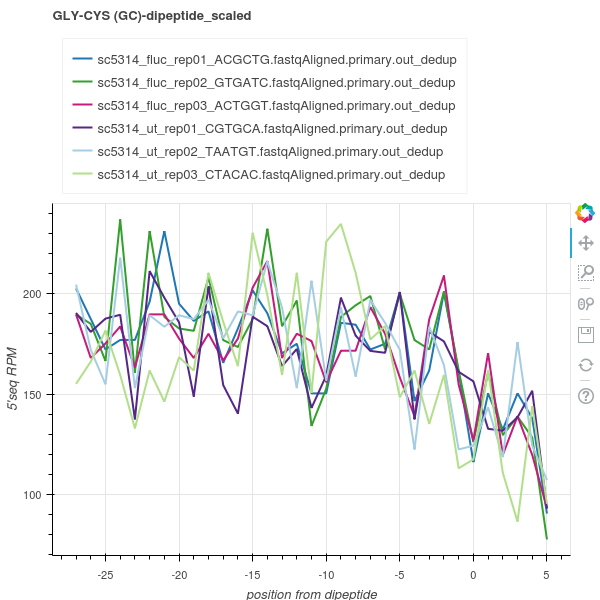 GLY-CYS (GC)-dipeptide_scaled
sc5314_fluc_rep01_ACGCTG.fastqAligned.primary.out_dedup
sc5314_fluc_rep02_GTGATC.fastqAligned.primary.out_dedup
sc5314_fluc_rep03_ACTGGT.fastqAligned.primary.out_dedup
sc5314_ut_rep01_CGTGCA.fastqAligned.primary.out_dedup
sc5314_ut_rep02_TAATGT.fastqAligned.primary.out_dedup
sc5314_ut_rep03_CTACAC.fastqAligned.primary.out_dedup
200
150
100
5'seq RPM
-25 -20 -15 -10 -5 0 5
position from dipeptide